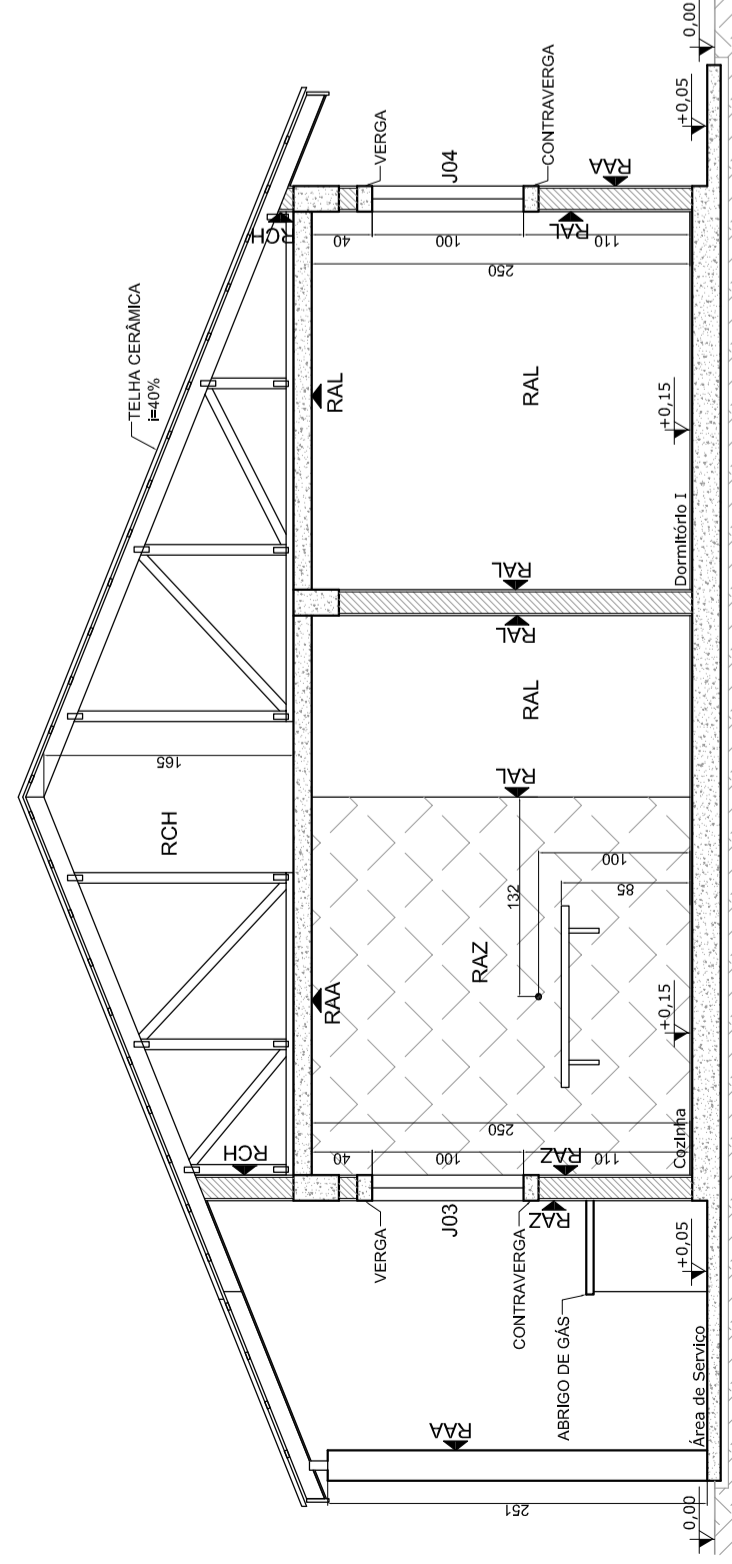 TELHA CERÂMICA
i=40%
165
RCH
RCH
RCH
VERGA
J04
CONTRAVERGA
RAA
RAL
40
100
110
250
RAL
RAL
+0,15
Dormitório I
RAL
RAL
RAL
RAL
RAA
RAZ
132
100
85
+0,15
Cozinha
250
40
100
110
RAZ
RAZ
VERGA
J03
CONTRAVERGA
ABRIGO DE GÁS
RAA
Área de Serviço
251
+0,05
0,00
+0,05
0,00